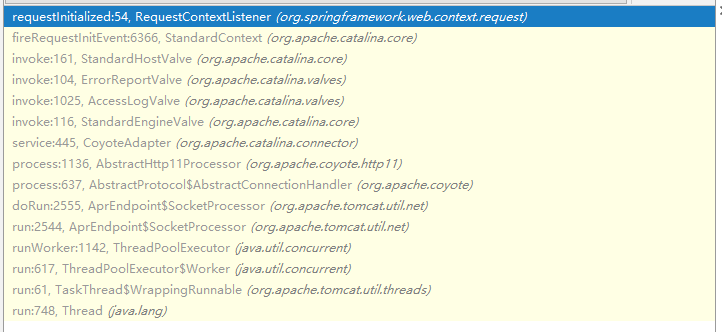 requestInitialized:54, RequestContextListener (org.springframework.web.context.request)
fireRequestInitEvent:6366, StandardContext (org.apache.catalina.core)
invoke:161, StandardHostValve (org.apache.catalina.core)
invoke:104, ErrorReportValve (org.apache.catalina.valves)
invoke:1025, AccessLogValve (org.apache.catalina.valves)
invoke:116, StandardEngineValve (org.apache.catalina.core)
service:445, CoyoteAdapter (org.apache.catalina.connector)
process:1136, AbstractHttp11Processor (org.apache.coyote.http11)
process:637, AbstractProtocol$AbstractConnectionHandler (org.apache.coyote)
doRun:2555, AprEndpoint$SocketProcessor (org.apache.tomcat.util.net)
run:2544, AprEndpoint$SocketProcessor (org.apache.tomcat.util.net)
runWorker:1142, ThreadPoolExecutor (java.util.concurrent)
run:617, ThreadPoolExecutor$Worker (java.util.concurrent)
run:61, TaskThread$WrappingRunnable (org.apache.tomcat.util.threads)
run:748, Thread (java.lang)